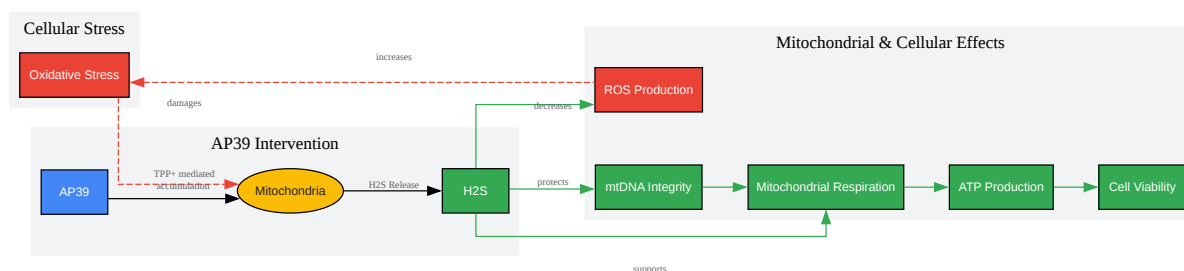 Cellular Stress
Oxidative Stress
increases
Mitochondrial & Cellular Effects
ROS Production
damages
decreases
AP39 Intervention
AP39
TPP+ mediated
accumulation
Mitochondria
H2S Release
H2S
protects
mtDNA Integrity
Mitochondrial Respiration
ATP Production
Cell Viability
supports